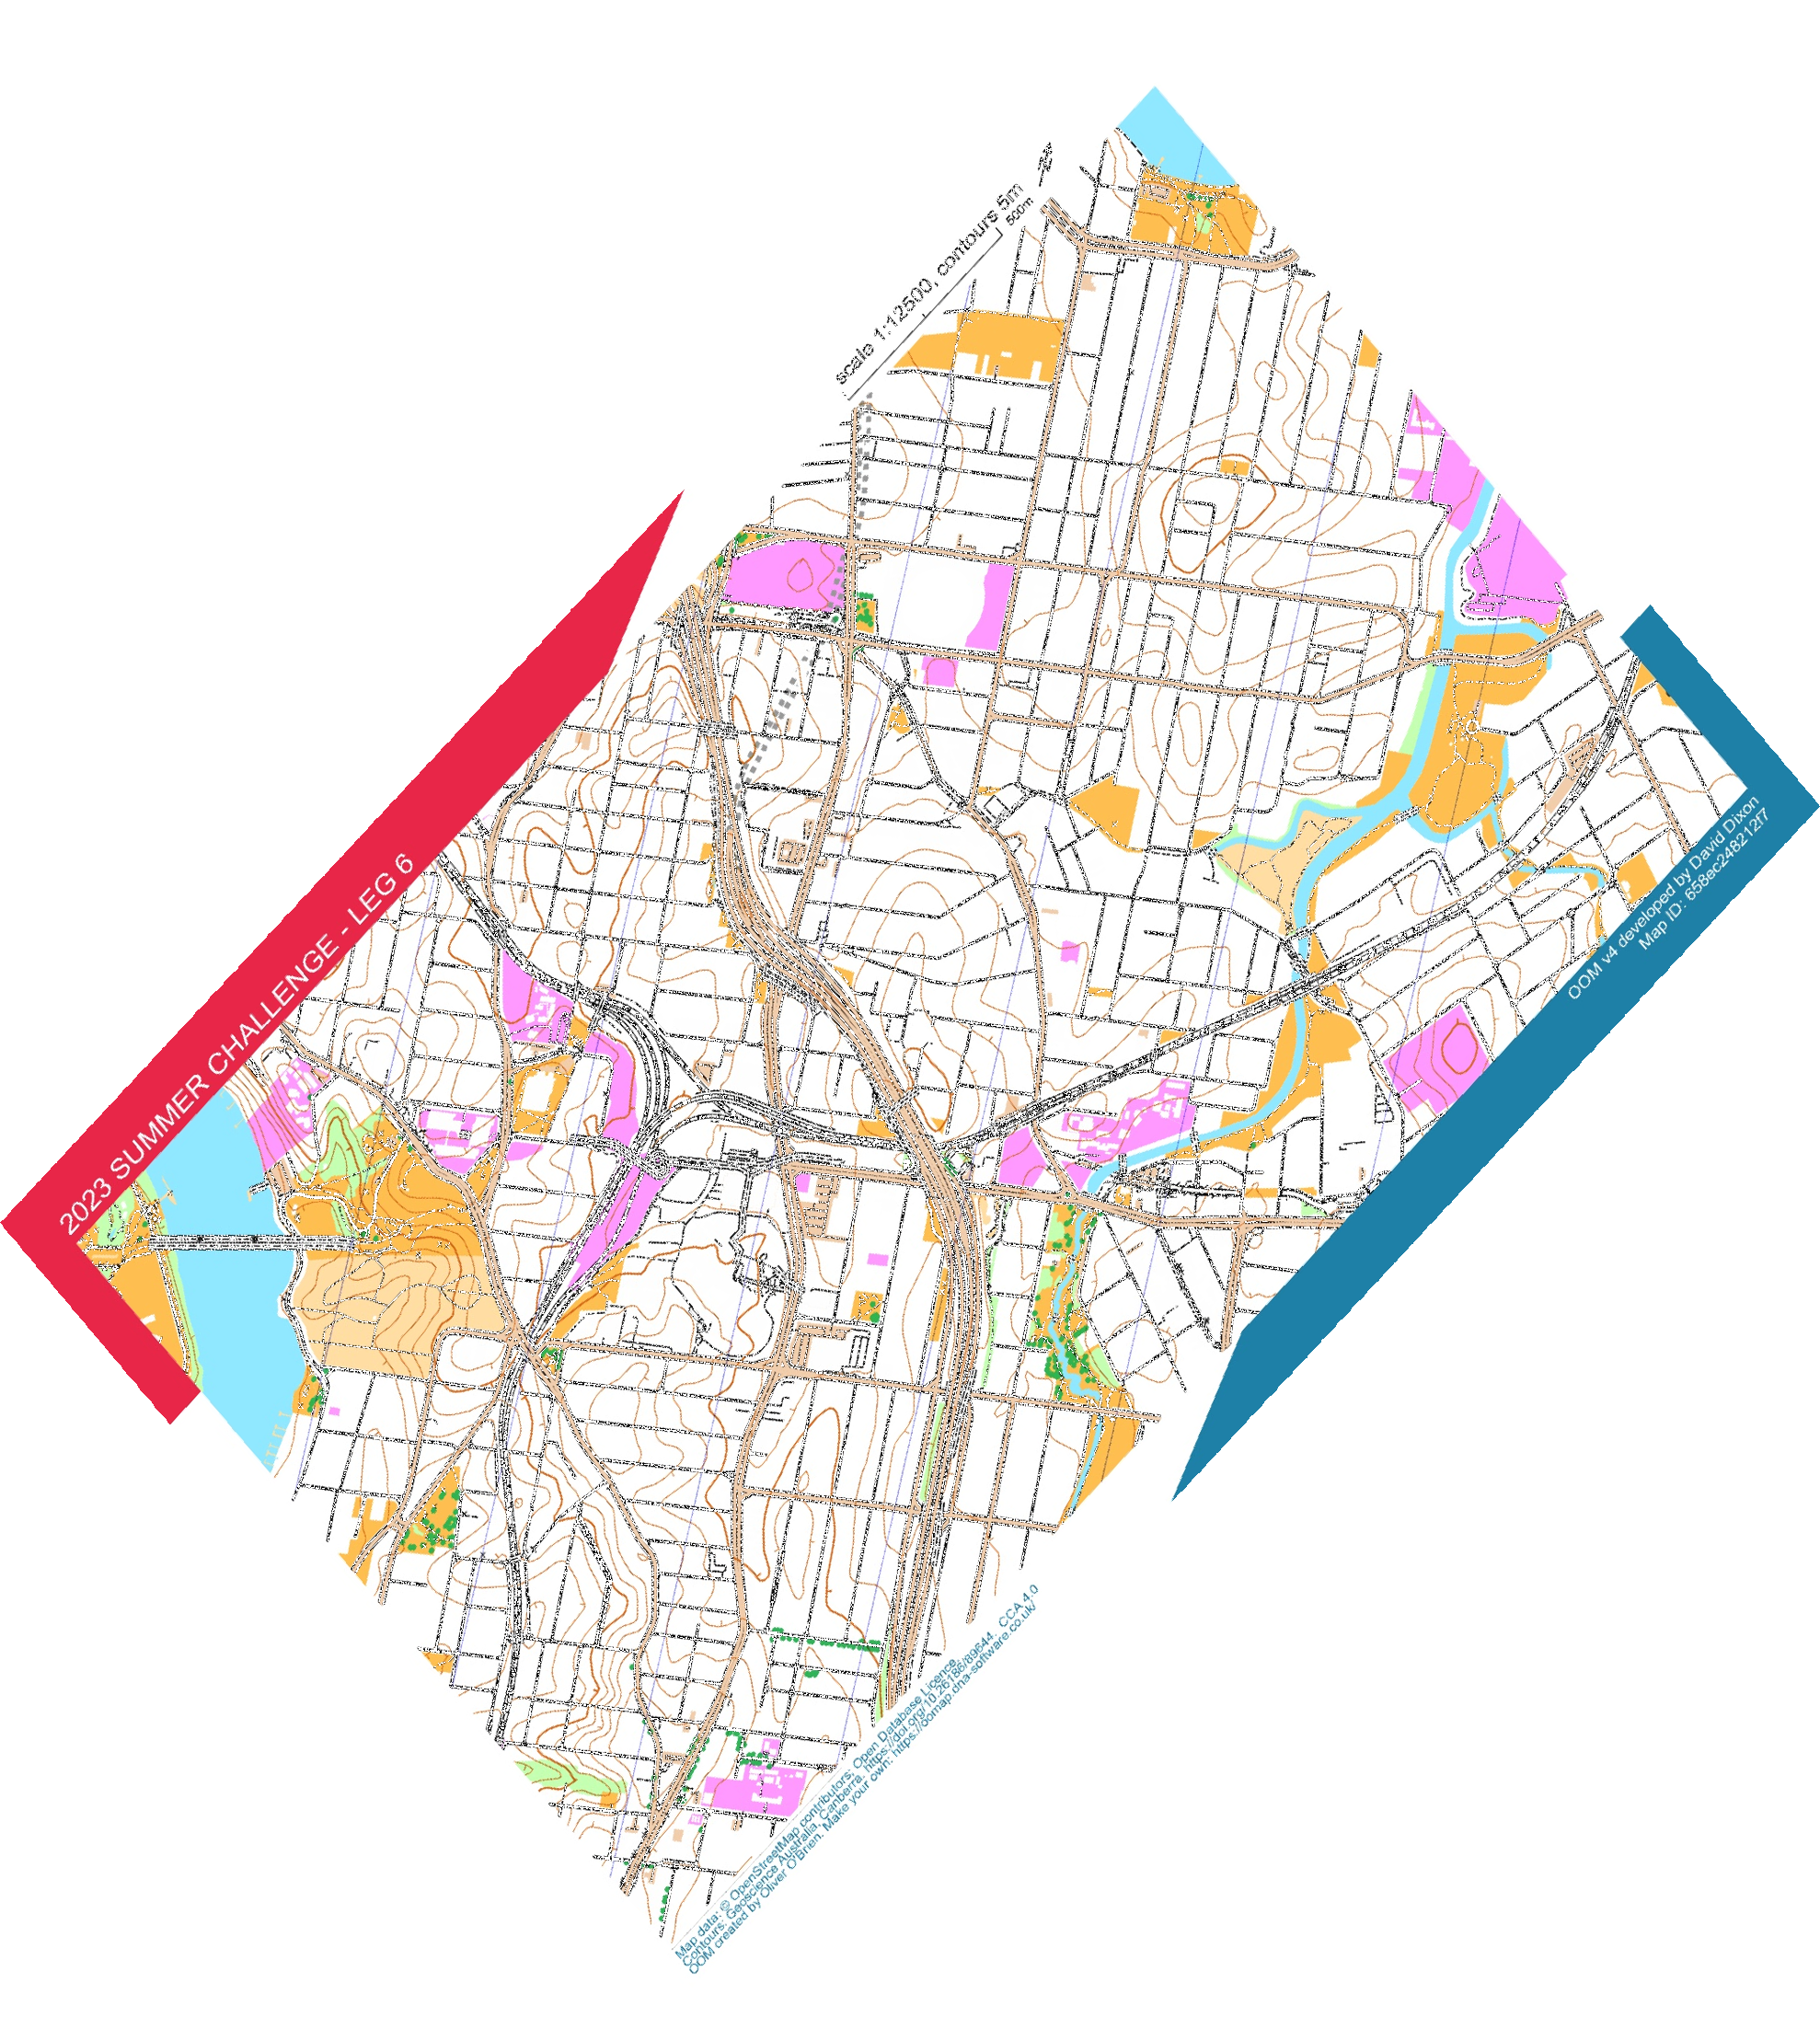 scale 1:12500, contours 5m
500m
2023 SUMMER CHALLENGE - LEG 6
OOM v4 developed by David Dixon
Map ID: 658ec248212f7
Map data: © OpenStreetMap contributors, Open Database Licence.
Contours: Geoscience Australia, Canberra. https://doi.org/10.26186/89644. CCA 4.0
OOM created by Oliver O'Brien. Make your own: https://oomap.dna-software.co.uk/